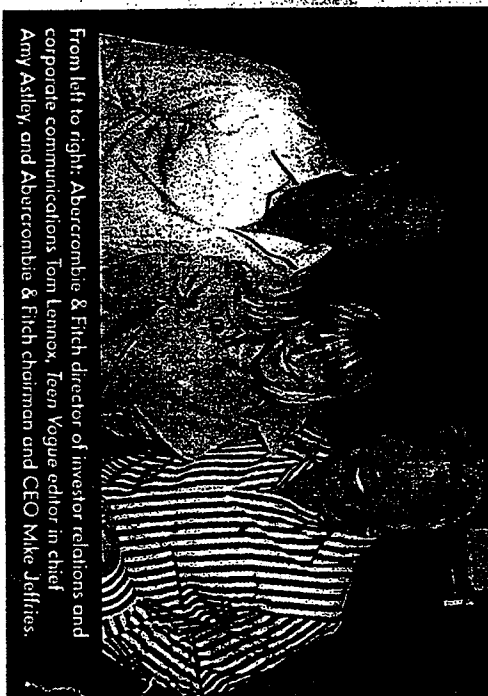 From left to right: Abercrombie & Fitch director of investor relations and
corporate communications Tom Lennox, Teen Vogue editor in chief
Amy Astley, and Abercrombie & Fitch chairman and CEO Mike Jeffries.